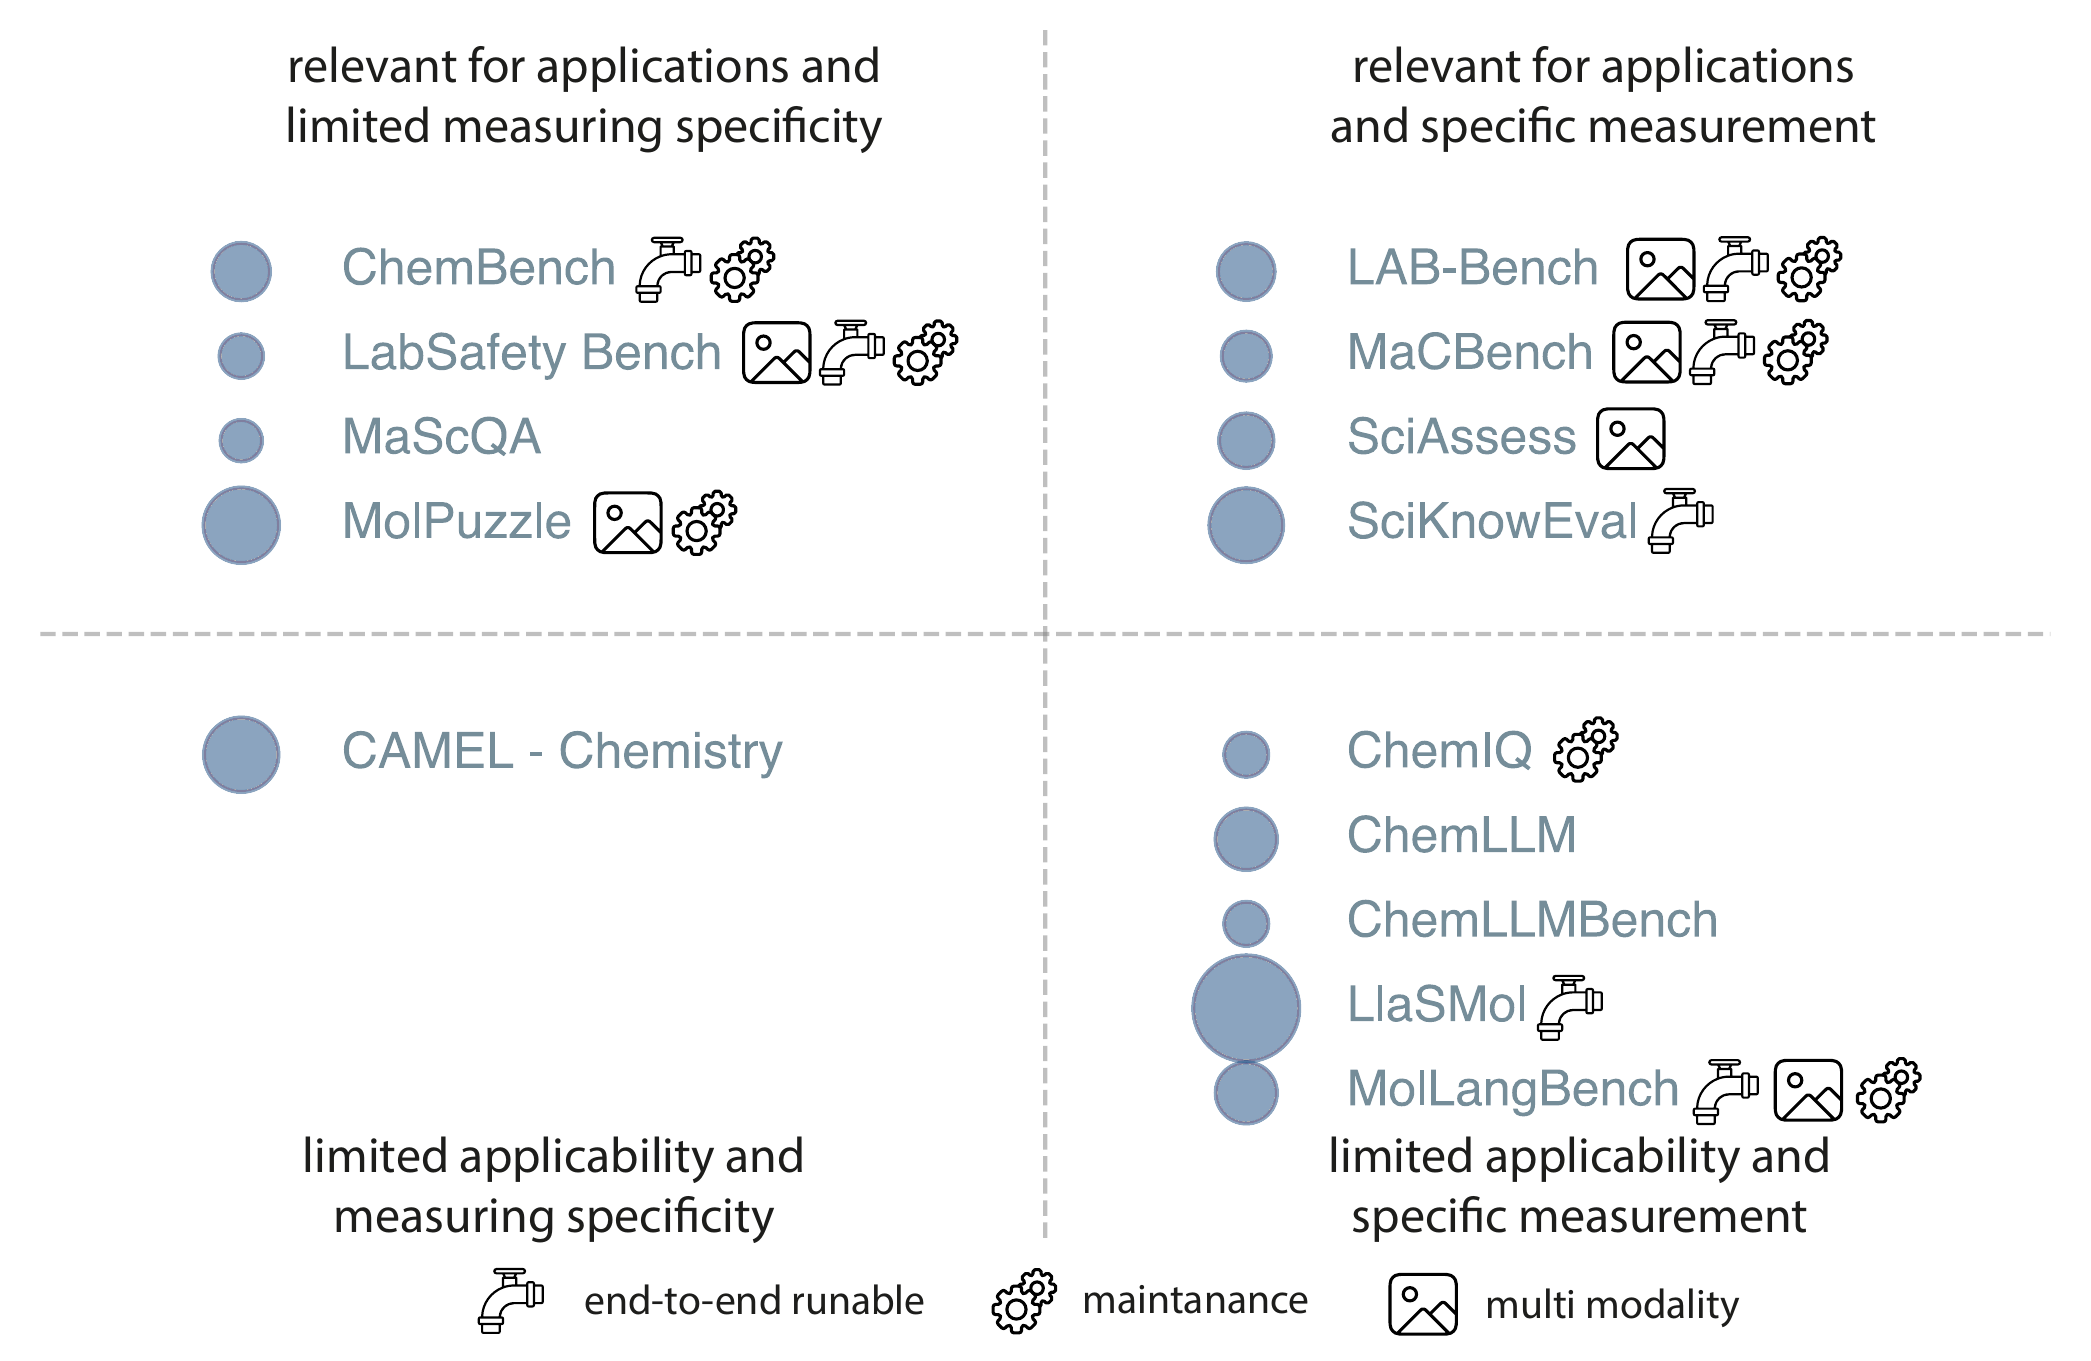 relevant for applications and
limited measuring specificity
ChemBench
LabSafety Bench
MaScQA
MolPuzzle
relevant for applications
and specific measurement
LAB-Bench
MaCBench
SciAssess
SciKnowEval
CAMEL - Chemistry
limited applicability and
measuring specificity
ChemIQ
ChemLLM
ChemLLMBench
LlaSMol
MolLangBench
limited applicability and
specific measurement
end-to-end runable
maintanance
multi modality